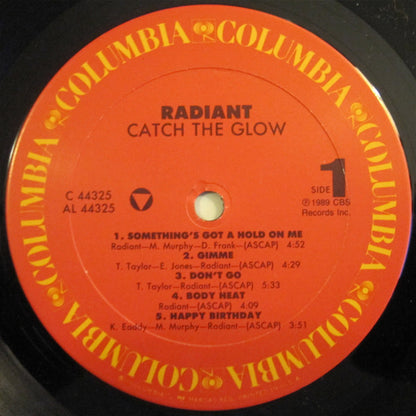 COLUMBIA COLUMBIA COLUMBIA COLUMBIA COLUMBIA COLUMBIA
RADIANT
CATCH THE GLOW
C 44325
AL 44325
SIDE 1
℗ 1989 CBS
Records Inc.
1. SOMETHING'S GOT A HOLD ON ME
Radiant—M. Murphy—D. Frank—(ASCAP) 4:52
2. GIMME
T. Taylor—E. Jones—Radiant—(ASCAP) 4:29
3. DON'T GO
T. Taylor—Radiant—(ASCAP) 5:33
4. BODY HEAT
Radiant—(ASCAP) 4:09
5. HAPPY BIRTHDAY
K. Eaddy—M. Murphy—Radiant—(ASCAP) 3:51